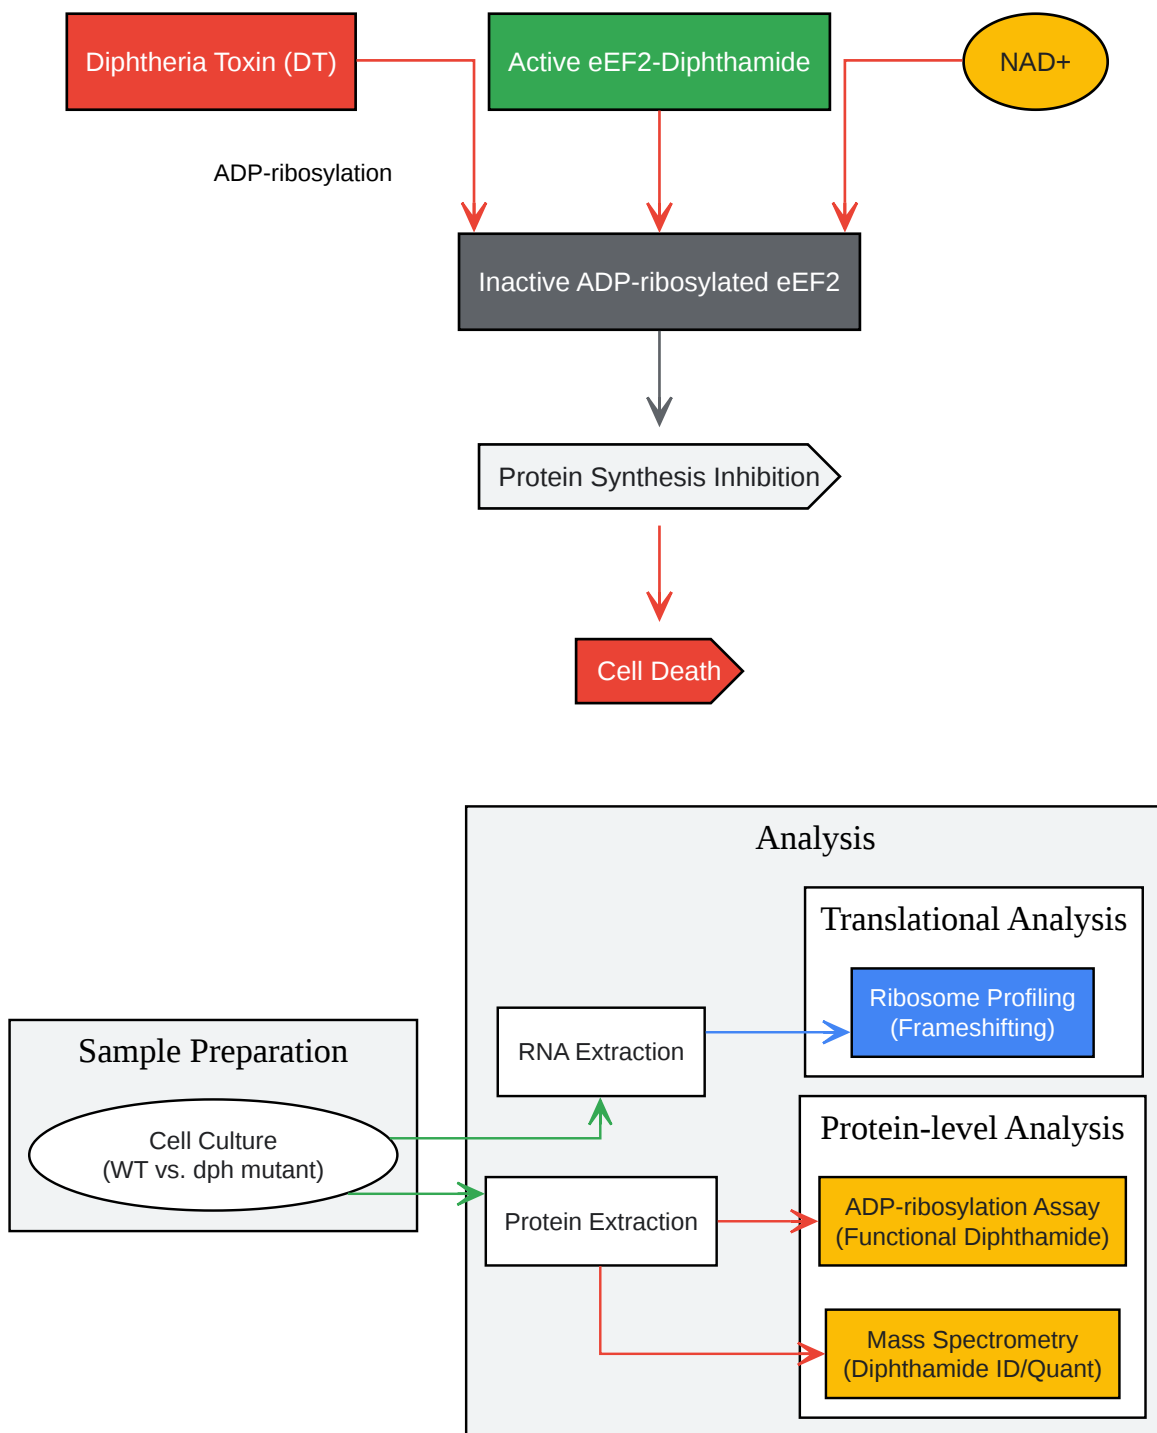 Diphtheria Toxin (DT)
Active eEF2-Diphthamide
NAD+
ADP-ribosylation
Inactive ADP-ribosylated eEF2
Protein Synthesis Inhibition
Cell Death
Analysis
Translational Analysis
Ribosome Profiling
(Frameshifting)
RNA Extraction
Sample Preparation
Cell Culture
(WT vs. dph mutant)
Protein-level Analysis
Protein Extraction
ADP-ribosylation Assay
(Functional Diphthamide)
Mass Spectrometry
(Diphthamide ID/Quant)